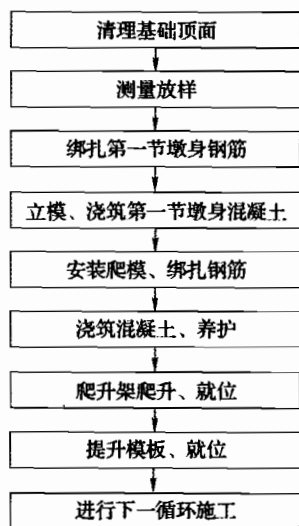 清理基础顶面
测量放样
绑扎第一节墩身钢筋
立模、浇筑第一节墩身混凝土
安装爬模、绑扎钢筋
浇筑混凝土、养护
爬升架爬升、就位
提升模板、就位
进行下一循环施工